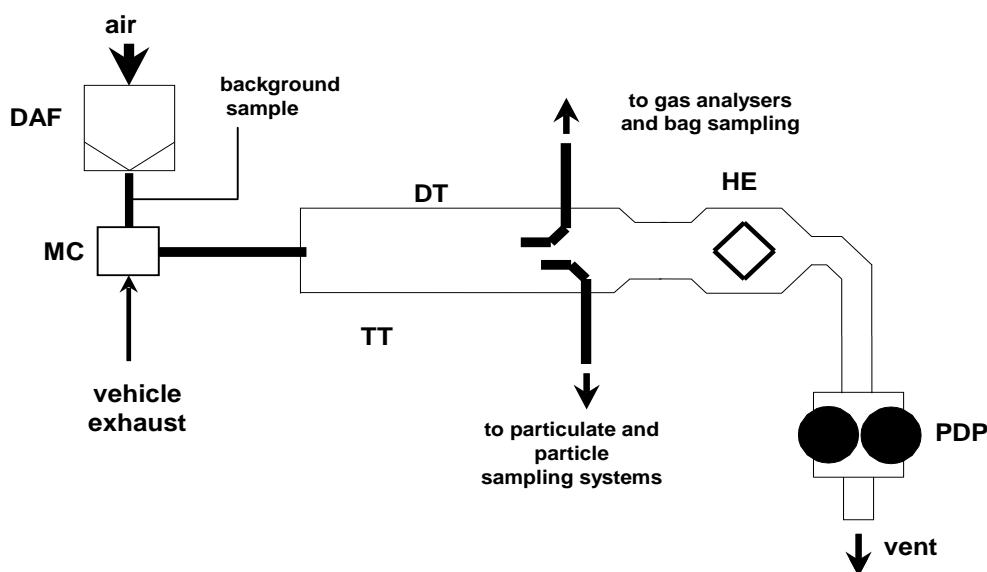 air
background
sample
DAF
to gas analysers
and bag sampling
DT
HE
MC
TT
vehicle
exhaust
to particulate and
particle
sampling systems
PDP
vent